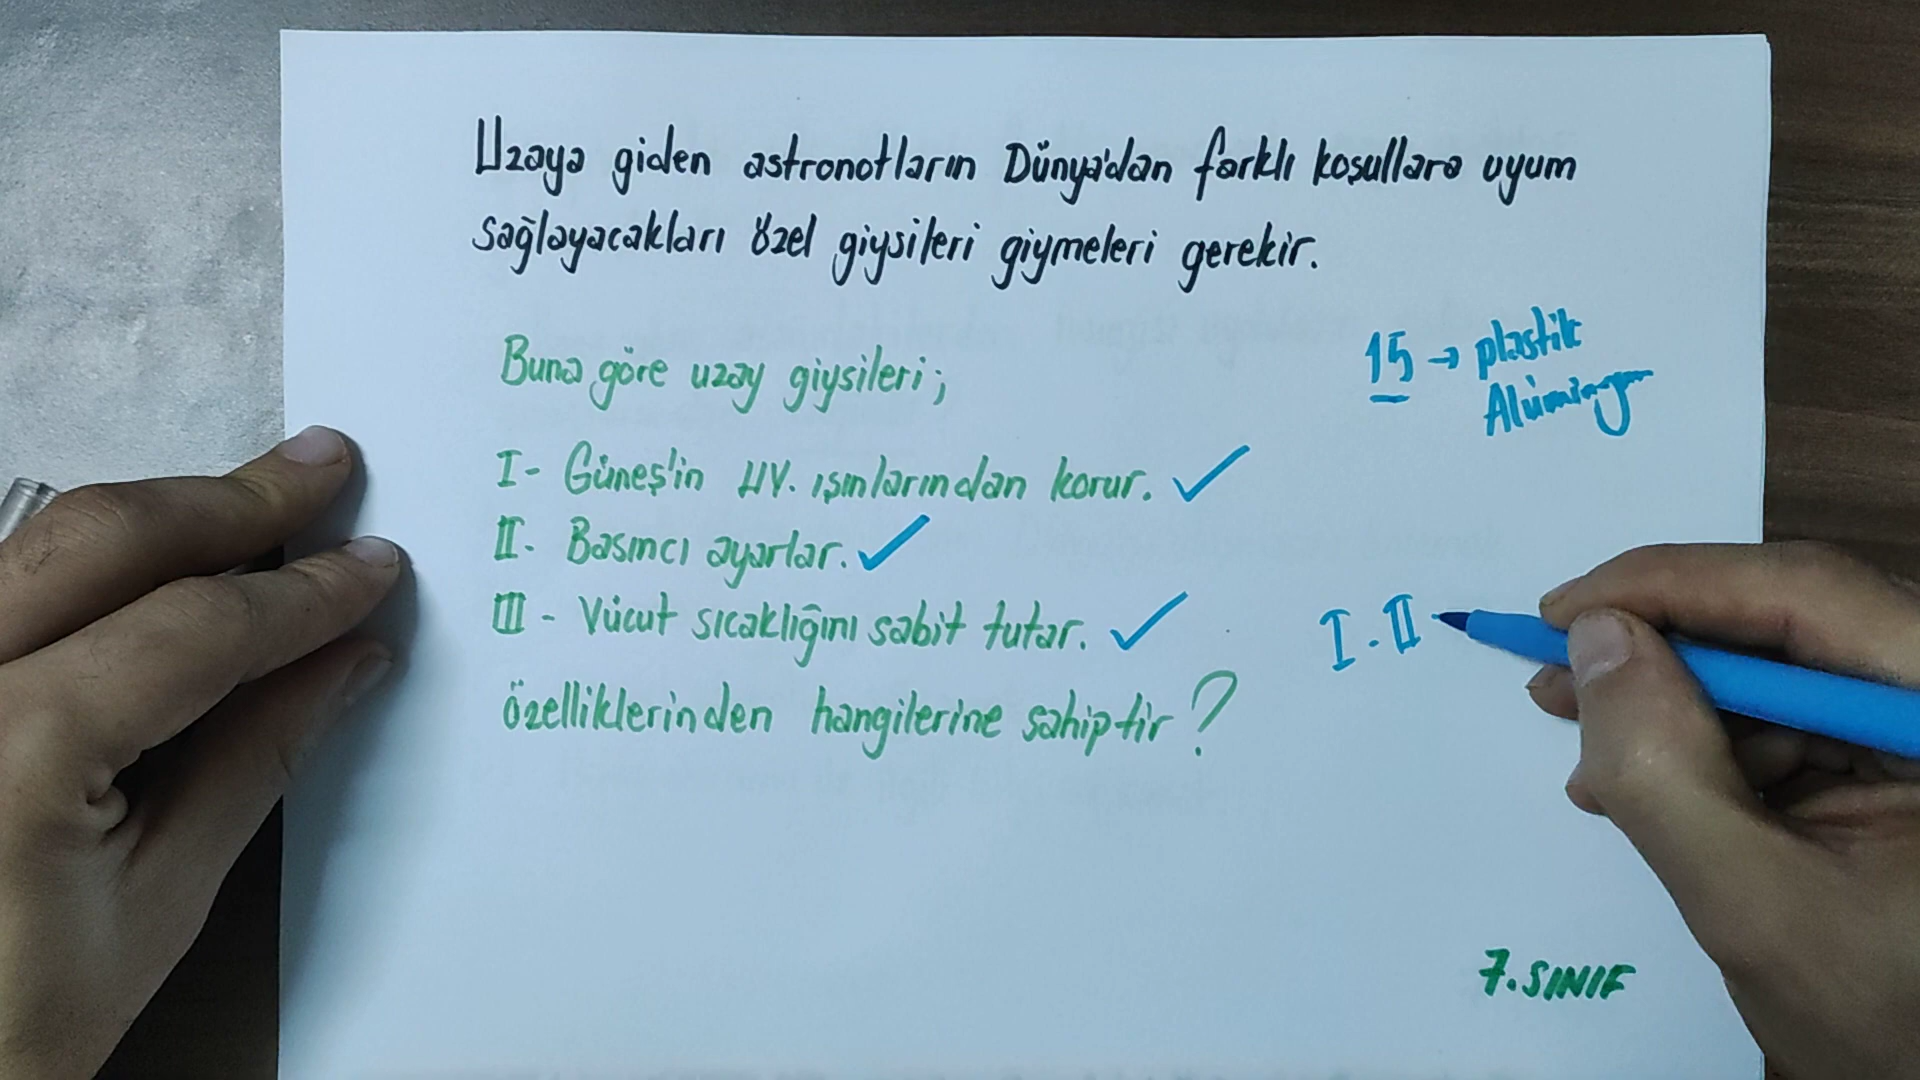 Uzaya giden astronotların Dünya'dan farklı koşullara uyum
sağlayacakları özel giysileri giymeleri gerekir.
Buna göre uzay giysileri;
15 → plastik
Alüminyum
I- Güneş'in UV. ışınlarından korur. ✓
II- Basıncı ayarlar. ✓
III- Vücut sıcaklığını sabit tutar. ✓
I - II -
özelliklerinden hangilerine sahiptir?
7. SINIF